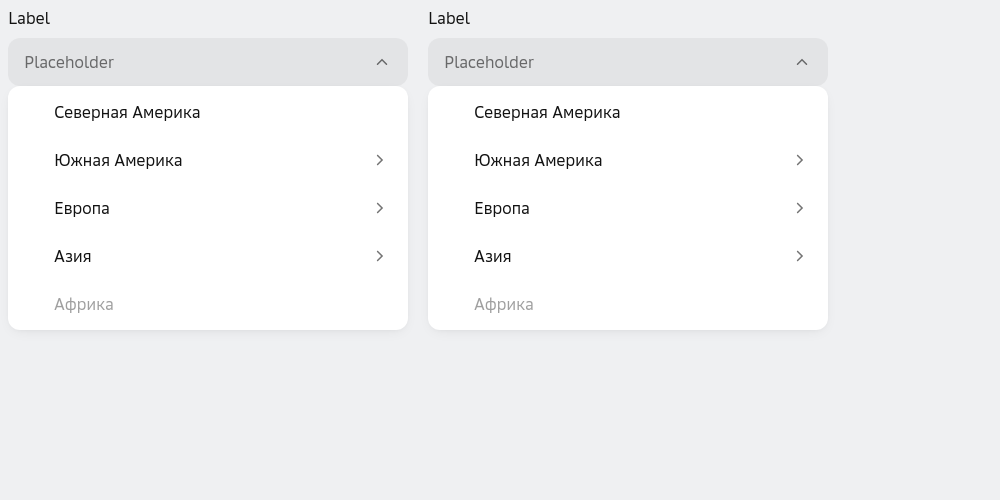 Label
Placeholder
Северная Америка
Южная Америка
Европа
Азия
Африка
Label
Placeholder
Северная Америка
Южная Америка
Европа
Азия
Африка